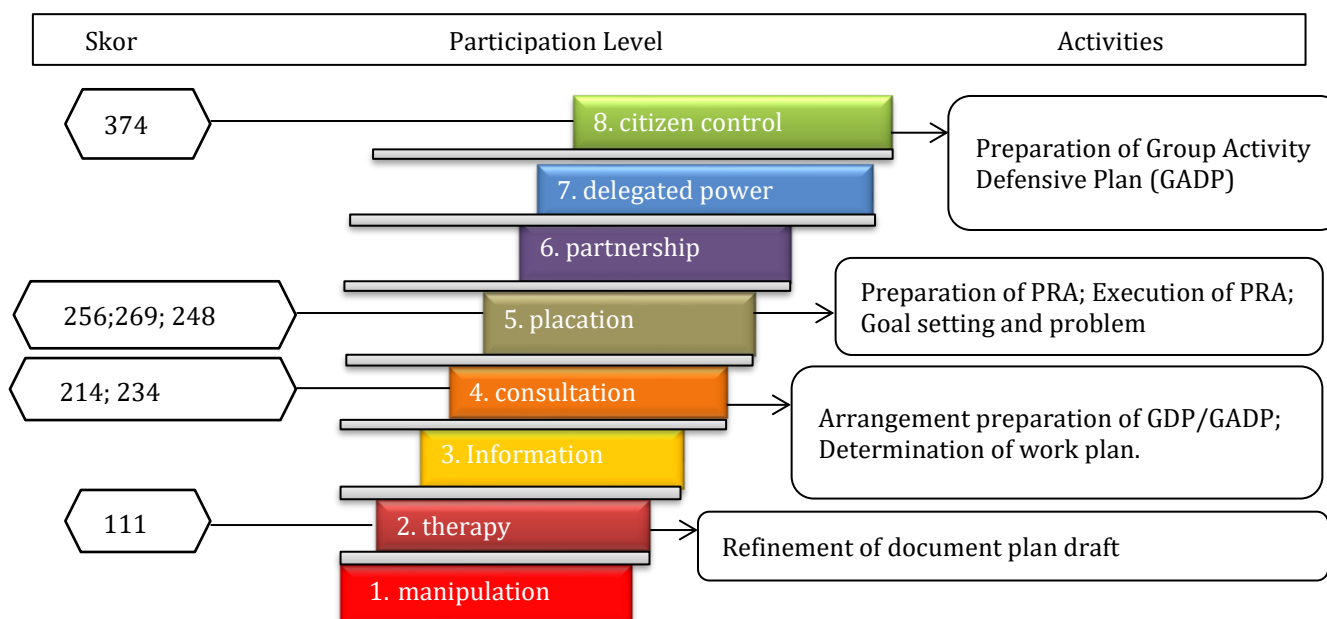 Skor Participation Level Activities
374
8. citizen control
Preparation of Group Activity
Defensive Plan (GADP)
7. delegated power
6. partnership
256;269; 248
5. placation
Preparation of PRA; Execution of PRA;
Goal setting and problem
214; 234
4. consultation
Arrangement preparation of GDP/GADP;
Determination of work plan.
3. Information
111
2. therapy
Refinement of document plan draft
1. manipulation